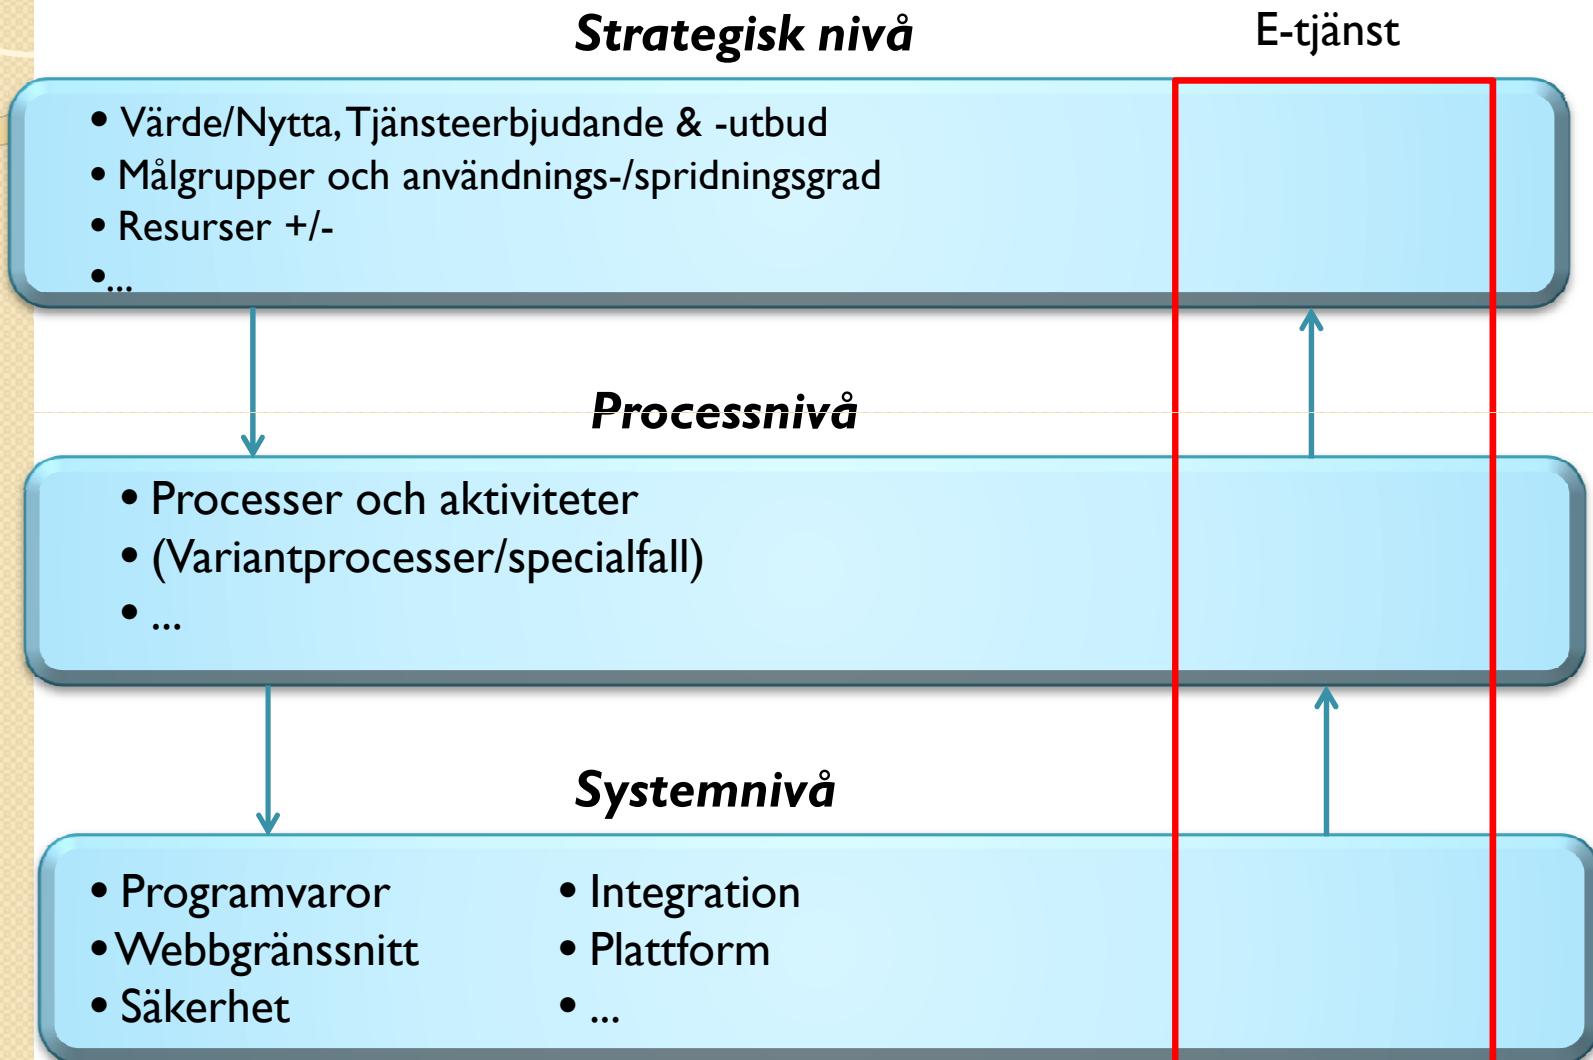 Strategisk nivå
E-tjänst
• Värde/Nytta, Tjänsteerbjudande & -utbud
• Målgrupper och användnings-/spridningsgrad
• Resurser +/-
•...
Processnivå
• Processer och aktiviteter
• (Variantprocesser/specialfall)
• ...
Systemnivå
• Programvaror
• Webbgränssnitt
• Säkerhet
• Integration
• Plattform
• ...